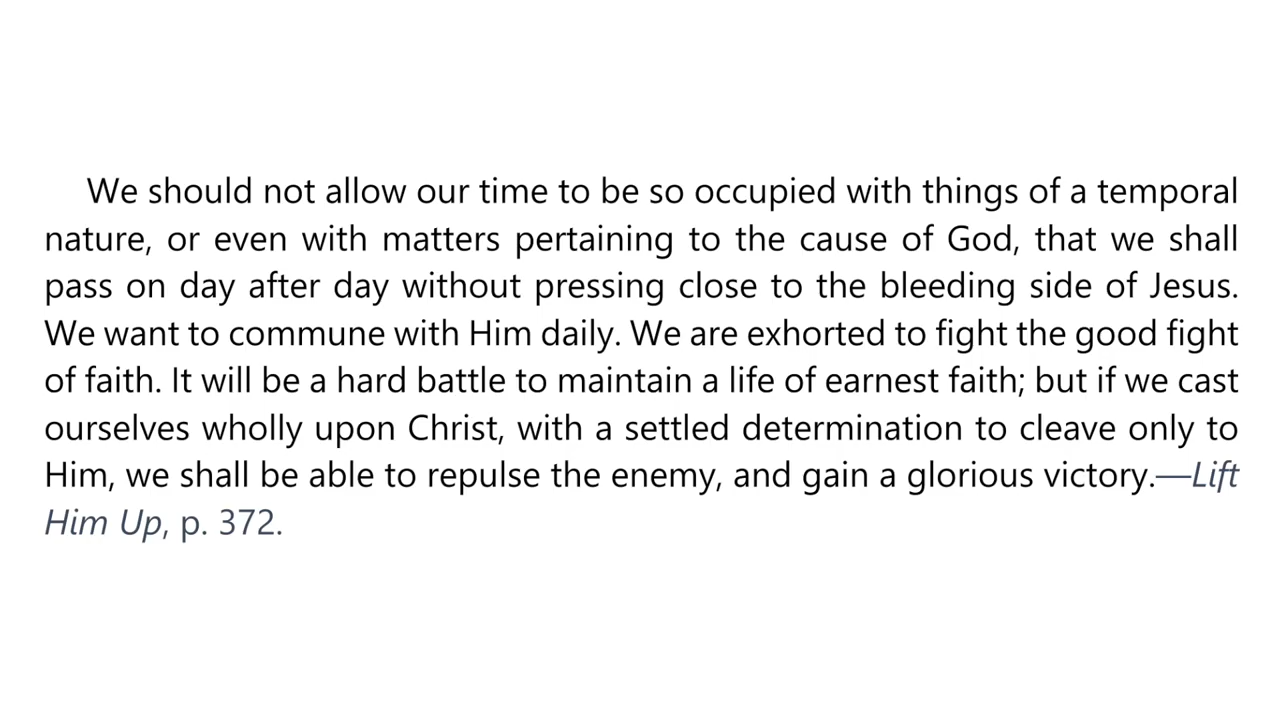 We should not allow our time to be so occupied with things of a temporal
nature, or even with matters pertaining to the cause of God, that we shall
pass on day after day without pressing close to the bleeding side of Jesus.
We want to commune with Him daily. We are exhorted to fight the good fight
of faith. It will be a hard battle to maintain a life of earnest faith; but if we cast
ourselves wholly upon Christ, with a settled determination to cleave only to
Him, we shall be able to repulse the enemy, and gain a glorious victory.—Lift
Him Up, p. 372.